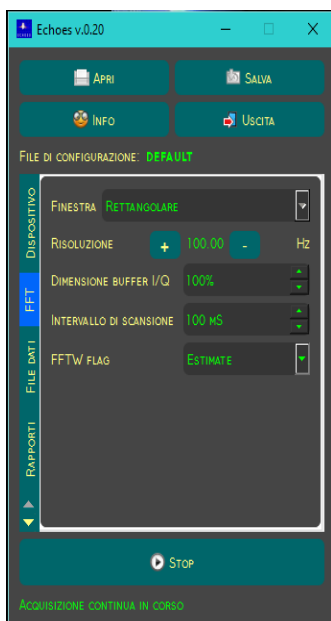 Echoes v.0.20
Apri
Salva
Info
Uscita
File di configurazione: default
Dispositivo
FFT
File dati
Rapporti
Finestra Rettangolare
Risoluzione + 100.00 - Hz
Dimensione buffer I/Q 100%
Intervallo di scansione 100 mS
FFTW flag Estimate
Stop
Acquisizione continua in corso